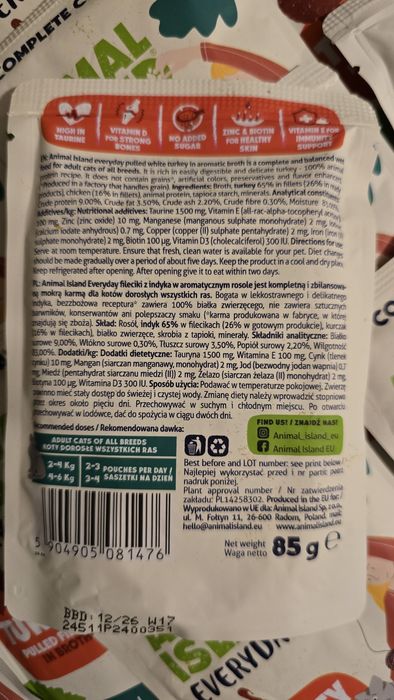 COMPLETE C
HIGH IN TAURINE
VITAMIN D FOR STRONG BONES
NO ADDED SUGAR
ZINC & BIOTIN FOR HEALTHY SKIN
VITAMIN E FOR IMMUNITY SUPPORT
Animal Island everyday pulled white turkey in aromatic broth is a complete and balanced wet
for adult cats of all breeds. It is rich in easily digestible and delicate turkey - 100% animal
protein recipe. It does not contain grains*, artificial colors, preservatives and flavor enhancers
(*produced in a factory that handles grain). Ingredients: Broth, turkey 65% in fillets (26% in ready
product), chicken (16% in fillets), animal protein, tapioca starch, minerals. Analytical constit.:
Crude protein 9.00%, Crude fat 3.50%, Crude ash 2.20%, Crude fibre 0.30%, Moisture 83.00%.
Additives/kg: Nutritional additives: Taurine 1500 mg, Vitamin E (all-rac-alpha-tocopheryl
100 mg, Zinc (zinc oxide) 10 mg, Manganese (manganous sulphate monohydrate) 2 mg,
(calcium iodate anhydrous) 0.7 mg, Copper (copper (II) sulphate pentahydrate) 2 mg, Iron (iron
sulphate monohydrate) 2 mg, Biotin 100 µg, Vitamin D3 (cholecalciferol) 300 IU. Directions for use:
Serve at room temperature. Ensure that fresh, clean water is available for your pet. Diet changes
should be made gradually over a period of about five days. Keep the product in a cool and dry place.
Keep refrigerated after opening. After opening give it to eat within two days.
PL: Animal Island Everyday fileciki z indyka w aromatycznym rosole jest kompletną i zbilansowaną
mokrą karmą dla kotów dorosłych wszystkich ras. Bogata w lekkostrawnego i delikatnego
indyka, bezzbożowa receptura* zawiera 100% białka zwierzęcego, nie zawiera sztucznych
barwników, konserwantów ani polepszaczy smaku (*karma produkowana w fabryce, w której
znajdują się zboża). Skład: Rosół, indyk 65% w filecikach (26% w gotowym produkcie), kurczak
(16% w filecikach), białko zwierzęce, skrobia z tapioki, minerały. Składniki analityczne: Białko
surowe 9,00%, Włókno surowe 0,30%, Tłuszcz surowy 3,50%, Popiół surowy 2,20%, Wilgotność
83,00%. Dodatki/kg: Dodatki dietetyczne: Tauryna 1500 mg, Witamina E 100 mg, Cynk (tlenek
cynku) 10 mg, Mangan (siarczan manganawy, monohydrat) 2 mg, Jod (bezwodny jodan wapnia) 0,7
mg, Miedź (pentahydrat siarczanu miedzi (II)) 2 mg, Żelazo (siarczan żelaza (II) monohydrat) 2 mg,
Biotyna 100 µg, Witamina D3 300 IU. Sposób użycia: Podawać w temperaturze pokojowej. Zwierzę
powinno mieć stały dostęp do świeżej i czystej wody. Zmianę diety należy wprowadzać stopniowo
przez okres około pięciu dni. Przechowywać w suchym i chłodnym miejscu. Po otwarciu
przechowywać w lodówce, dać do spożycia w ciągu dwóch dni.
Recommended doses / Rekomendowana dawka:
ADULT CATS OF ALL BREEDS
KOTY DOROSŁE WSZYSTKICH RAS
2-4 Kg 2-3 POUCHES PER DAY /
4-6 Kg 3-4 SASZETKI NA DZIEŃ
FIND US! / ZNAJDŹ NAS!
Animal_island_eu
Animal Island EU
Best before and LOT number: see print below/
Najlepiej wykorzystać przed i nr partii: patrz
nadruk poniżej.
Plant approval number / Nr zatwierdzenia
zakładu: PL14258302. Produced in the EU for/
Wyprodukowano w UE dla: Animal Island Sp. z o.o.
ul. M. Fołtyn 11, 26-600 Radom, Poland.
hello@animalisland.eu www.animalisland.eu
Net weight
Waga netto 85 g e
5 904905 081476
BBD: 12/26 W17
24511P2400351
PULLED
IN BROTH
EVERYDAY